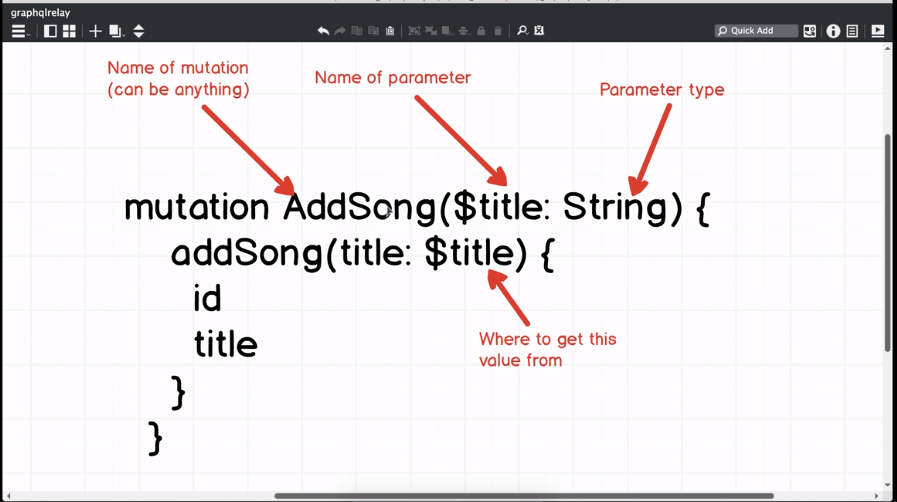 graphqlrelay
Quick Add
Name of mutation
(can be anything)
Name of parameter
Parameter type
mutation AddSong($title: String) {
addSong(title: $title) {
id
title
}
}
Where to get this
value from